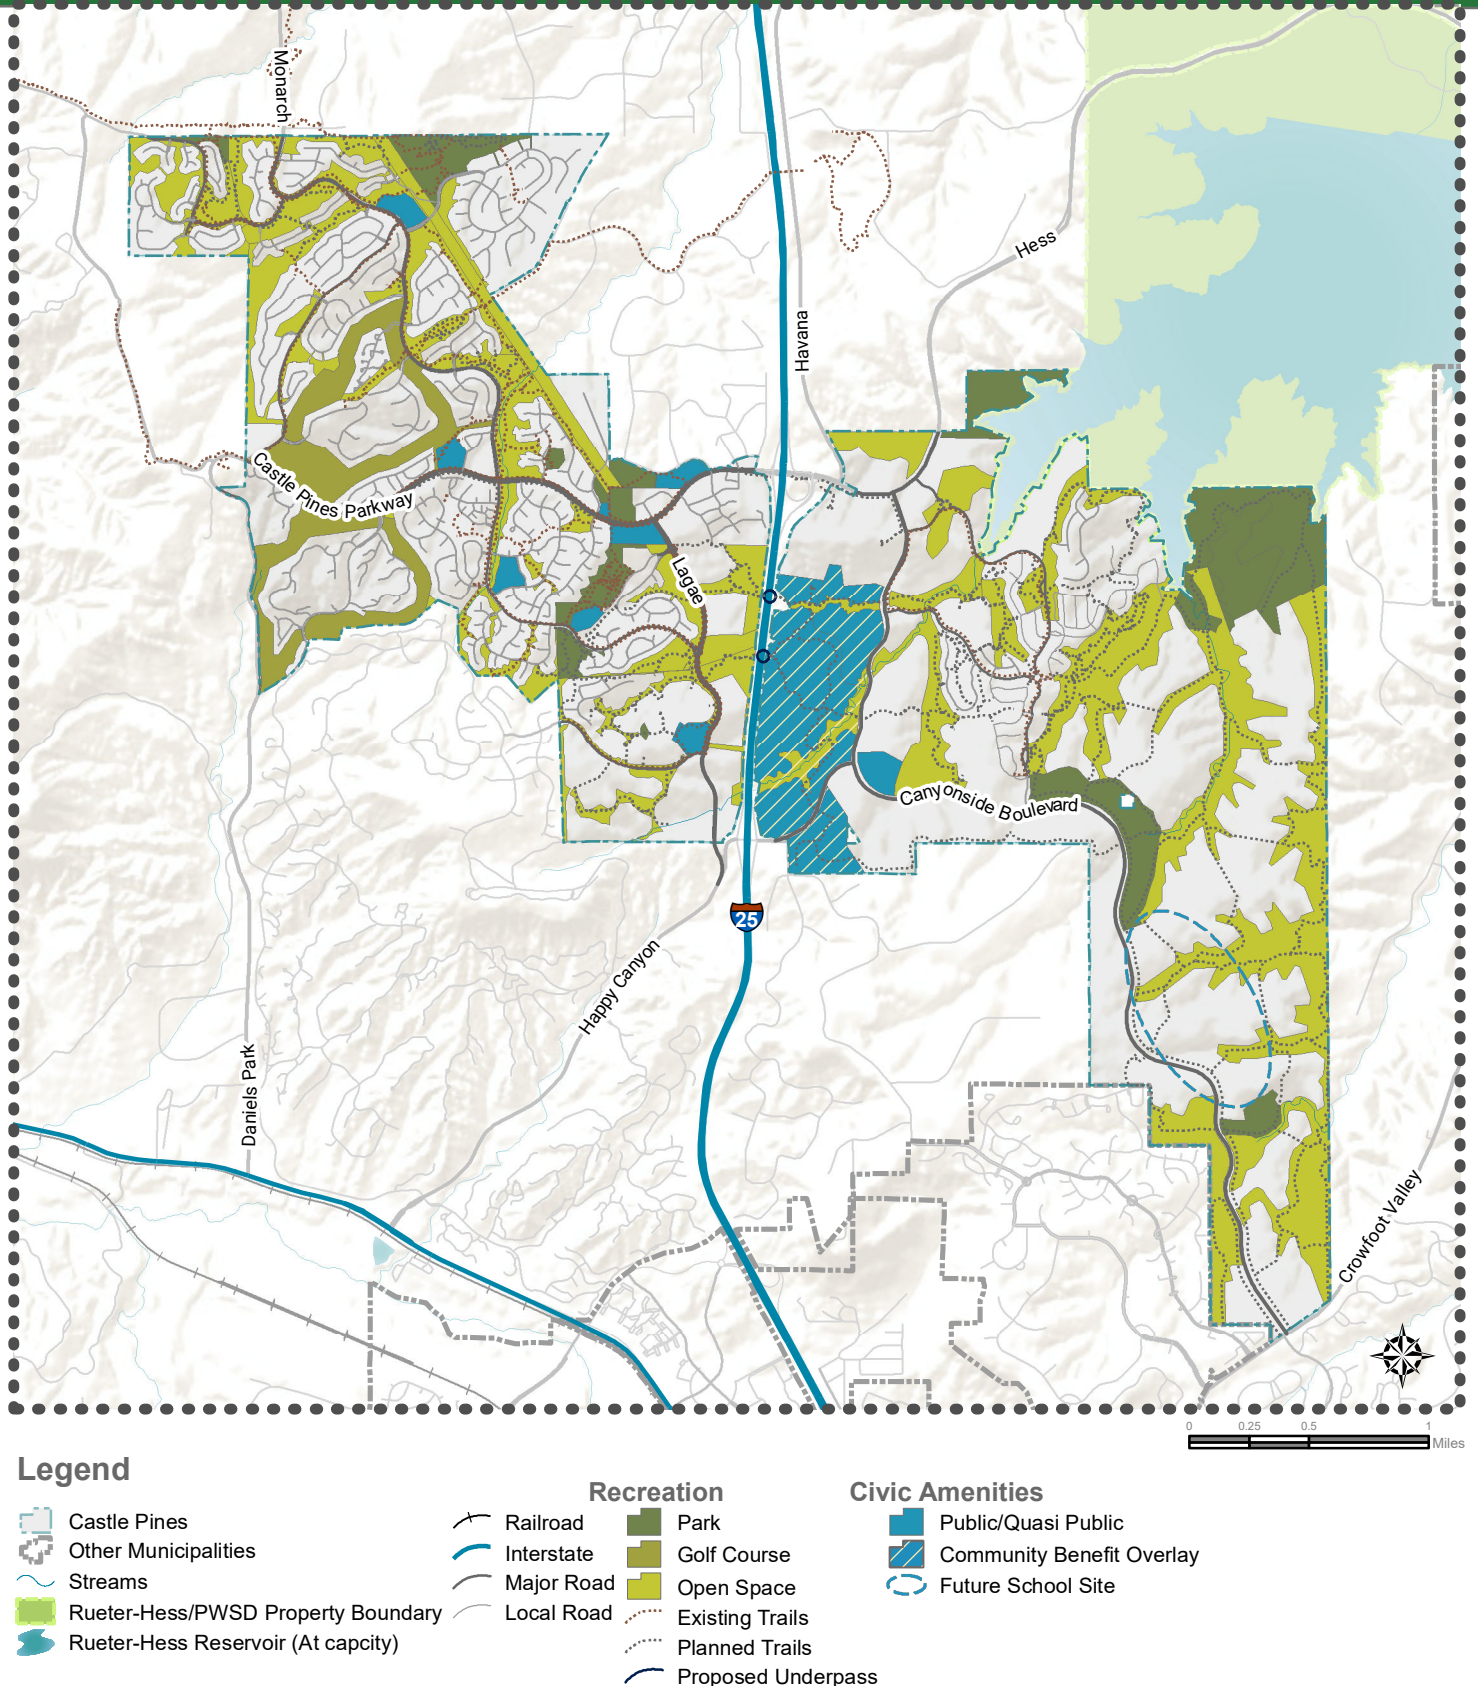 Monarch
Hess
Havana
Castle Pines Parkway
Lagae
Canyonside Boulevard
25
Happy Canyon
Daniels Park
Crowfoot Valley
0 0.25 0.5 1
Miles
Legend
Castle Pines
Other Municipalities
Streams
Rueter-Hess/PWSD Property Boundary
Rueter-Hess Reservoir (At capcity)
Railroad
Interstate
Major Road
Local Road
Recreation
Park
Golf Course
Open Space
Existing Trails
Planned Trails
Proposed Underpass
Civic Amenities
Public/Quasi Public
Community Benefit Overlay
Future School Site